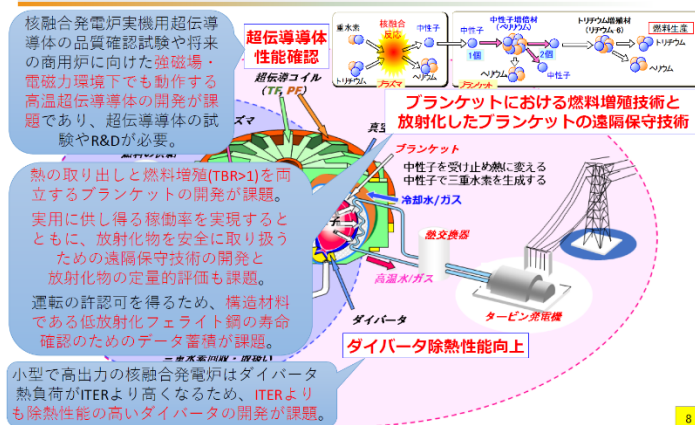 核融合発電炉実機用超伝導
導体の品質確認試験や将来
の商用炉に向けた強磁場・
電磁力環境下でも動作する
高温超伝導導体の開発が課
題であり、超伝導導体の試
験やR&Dが必要。
超伝導導体
性能確認
超伝導コイル
(TF, PF)
重水素
トリチウム
核融合
反応
プラズマ
中性子
ヘリウム
中性子
1個
中性子増倍材
(ベリリウム)
2個
ヘリウム
中性子
ブランケット
トリチウム増殖材
(リチウム-6)
燃料生産
トリチウム
ヘリウム
ブランケットにおける燃料増殖技術と
放射化したブランケットの遠隔保守技術
ズマ
真空
ブランケット
中性子を受け止め熱に変える
中性子で三重水素を生成する
冷却水/ガス
熱の取り出しと燃料増殖(TBR>1)を両
立するブランケットの開発が課題。
実用に供し得る稼働率を実現すると
ともに、放射化物を安全に取り扱う
ための遠隔保守技術の開発と
放射化物の定量的評価も課題。
運転の許認可を得るため、構造材料
である低放射化フェライト鋼の寿命
確認のためのデータ蓄積が課題。
熱交換器
高温水/ガス
タービン発電機
ダイバータ
ダイバータ除熱性能向上
小型で高出力の核融合発電炉はダイバータ
熱負荷がITERより高くなるため、ITERより
も除熱性能の高いダイバータの開発が課題。
8